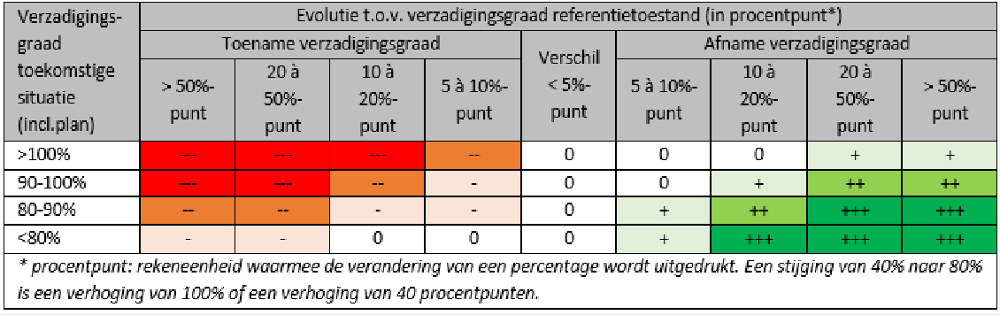 Verzadigings-
graad
toekomstige
situatie
(incl.plan)
Evolutie t.o.v. verzadigingsgraad referentietoestand (in procentpunt*)
Toename verzadigingsgraad
Verschil
< 5%-
punt
Afname verzadigingsgraad
> 50%-
punt
20 à
50%-
punt
10 à
20%-
punt
5 à 10%-
punt
5 à 10%-
punt
10 à
20%-
punt
20 à
50%-
punt
> 50%-
punt
>100% --- --- --- -- 0 0 0 + +
90-100% --- --- -- - 0 0 + ++ ++
80-90% -- -- - - 0 + ++ +++ +++
<80% - - 0 0 0 + +++ +++ +++
* procentpunt: rekeneenheid waarmee de verandering van een percentage wordt uitgedrukt. Een stijging van 40% naar 80%
is een verhoging van 100% of een verhoging van 40 procentpunten.